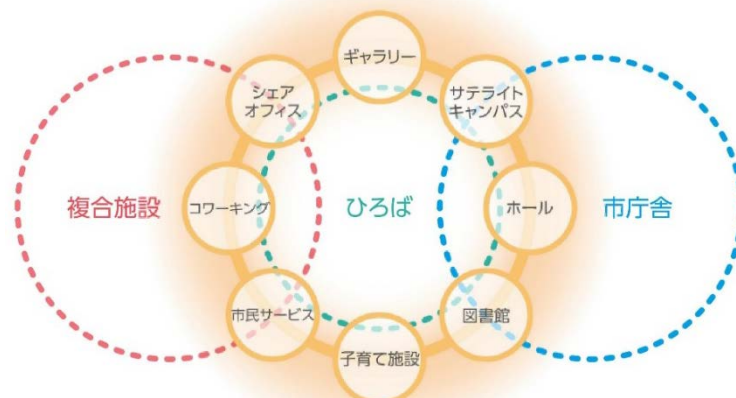 ギャラリー
シェア
オフィス
サテライト
キャンパス
複合施設
コワーキング
ひろば
ホール
市庁舎
市民サービス
図書館
子育て施設